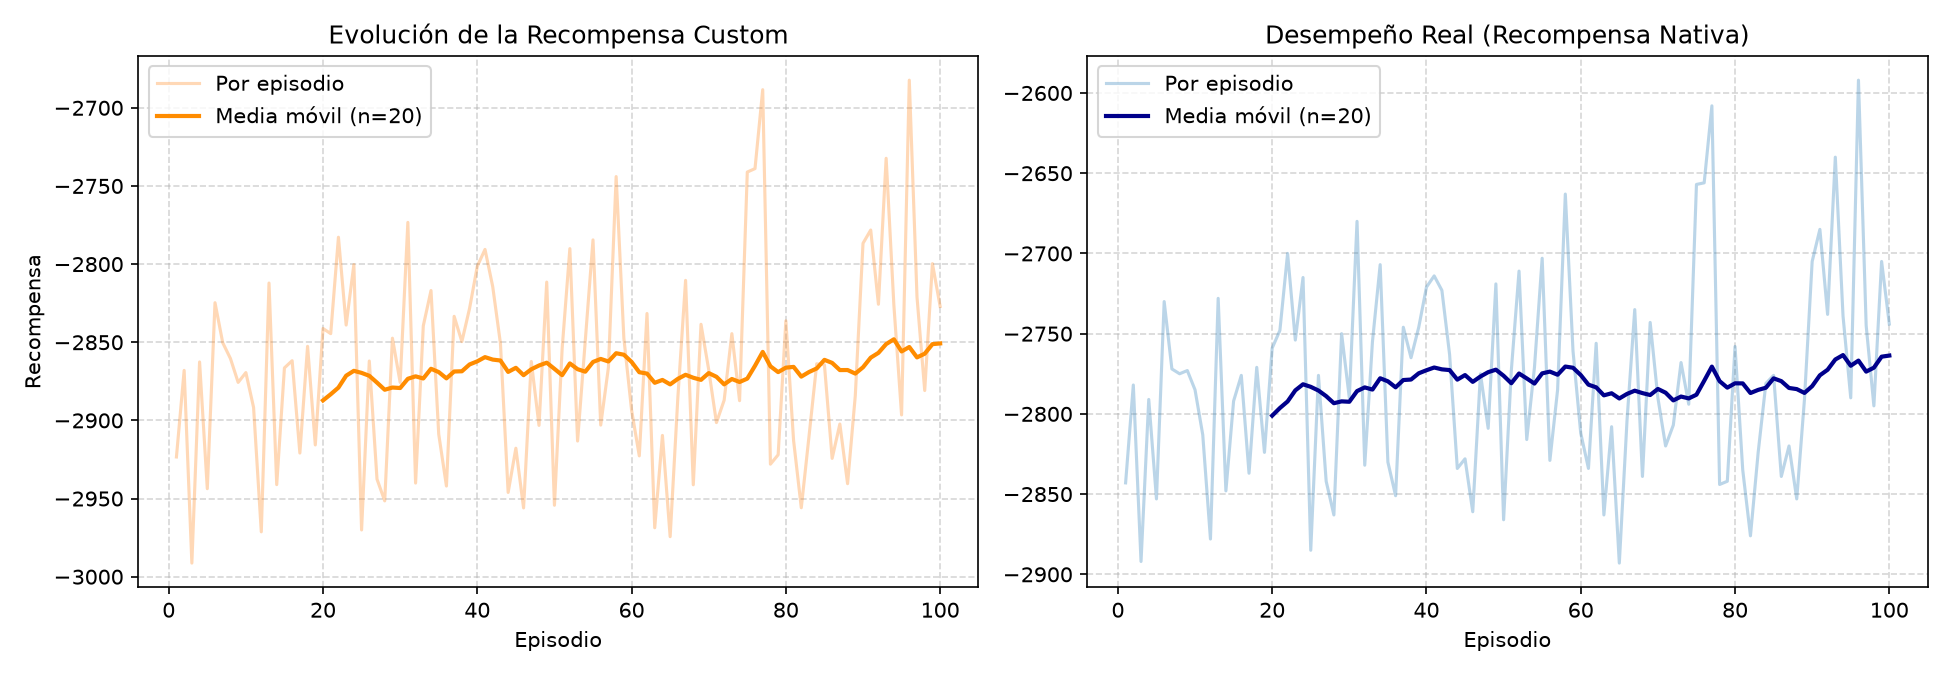 Evolución de la Recompensa Custom
Por episodio
Media móvil (n=20)
Recompensa
−2700
−2750
−2800
−2850
−2900
−2950
−3000
0
20
40
60
80
100
Episodio
Desempeño Real (Recompensa Nativa)
Por episodio
Media móvil (n=20)
−2600
−2650
−2700
−2750
−2800
−2850
−2900
0
20
40
60
80
100
Episodio